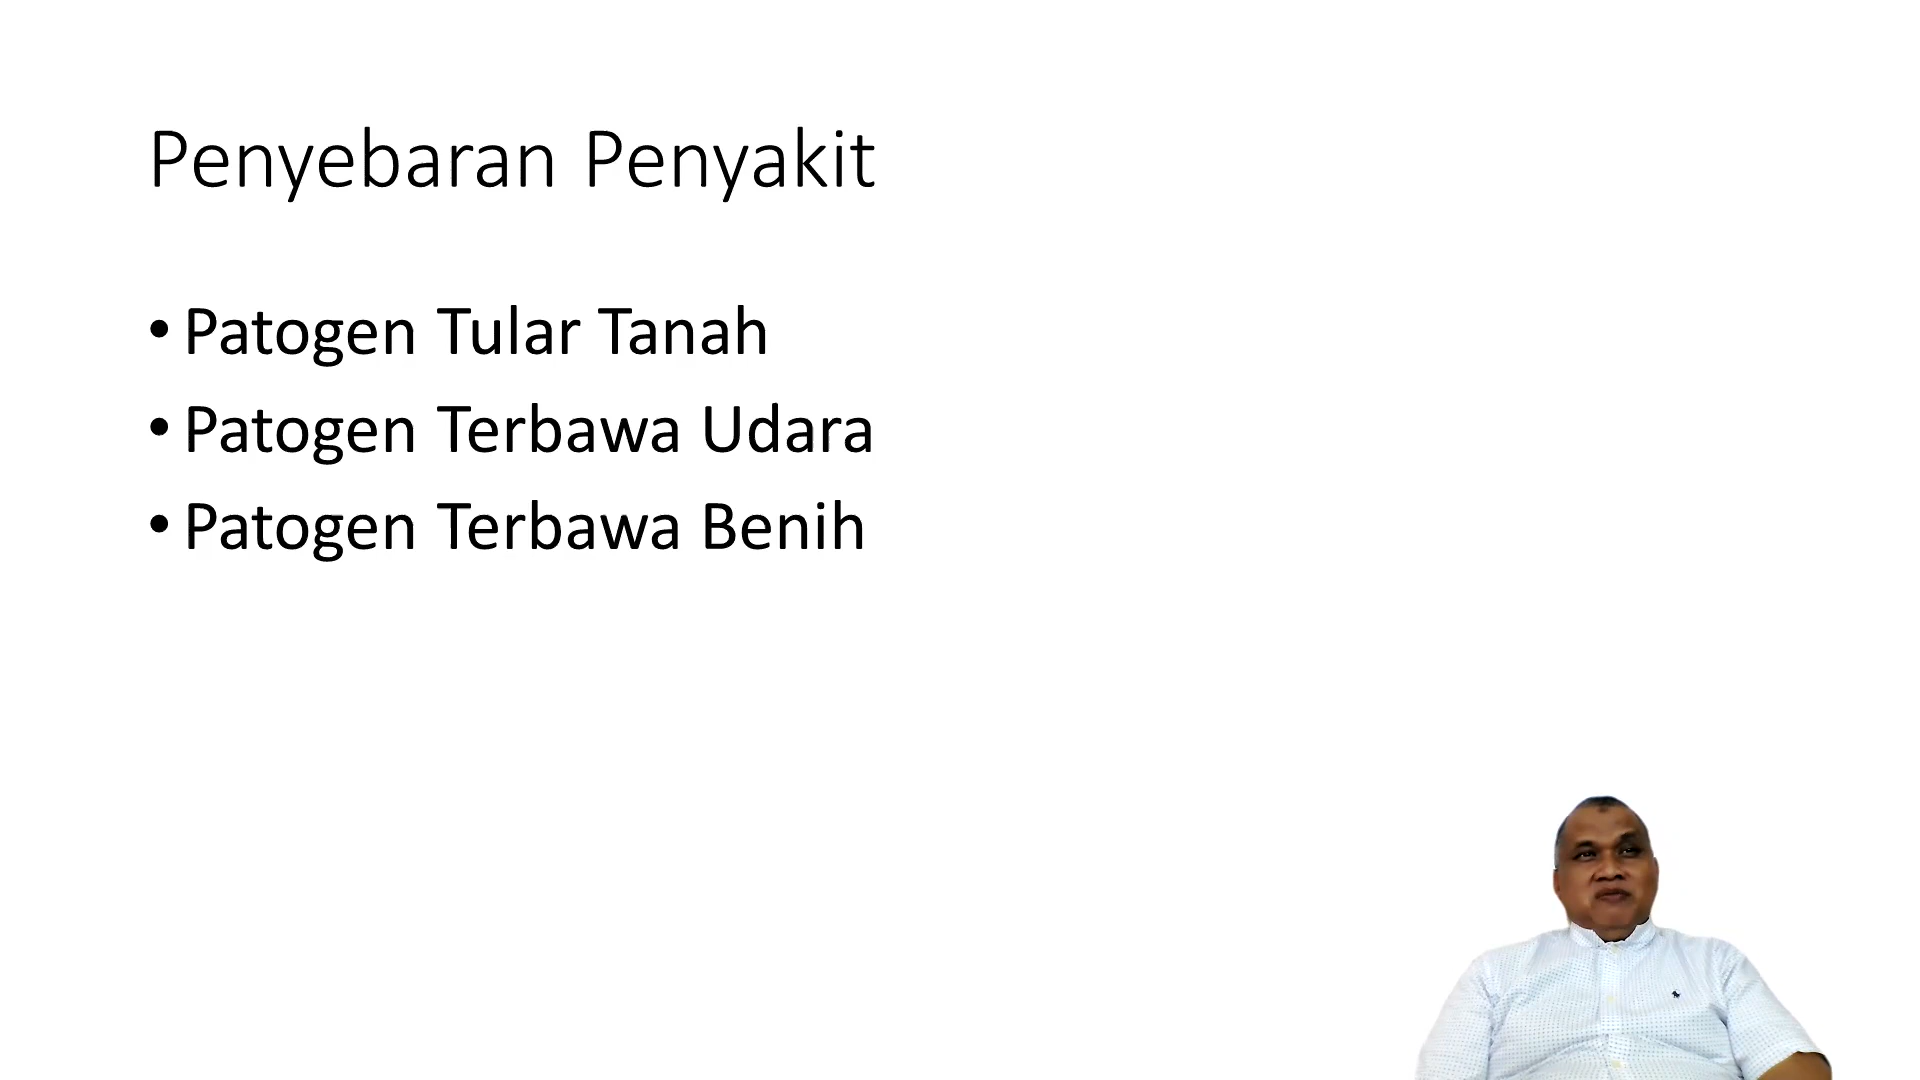 Penyebaran Penyakit
• Patogen Tular Tanah
• Patogen Terbawa Udara
• Patogen Terbawa Benih